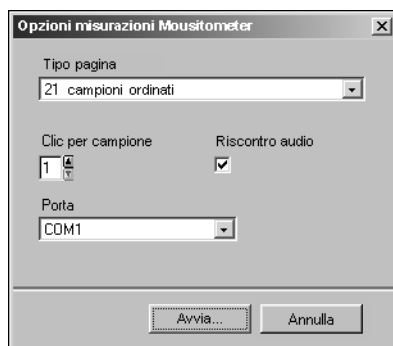 Opzioni misurazioni Mousitometer
Tipo pagina
21 campioni ordinati
Clic per campione Riscontro audio
1
Porta
COM1
Avvia... Annulla